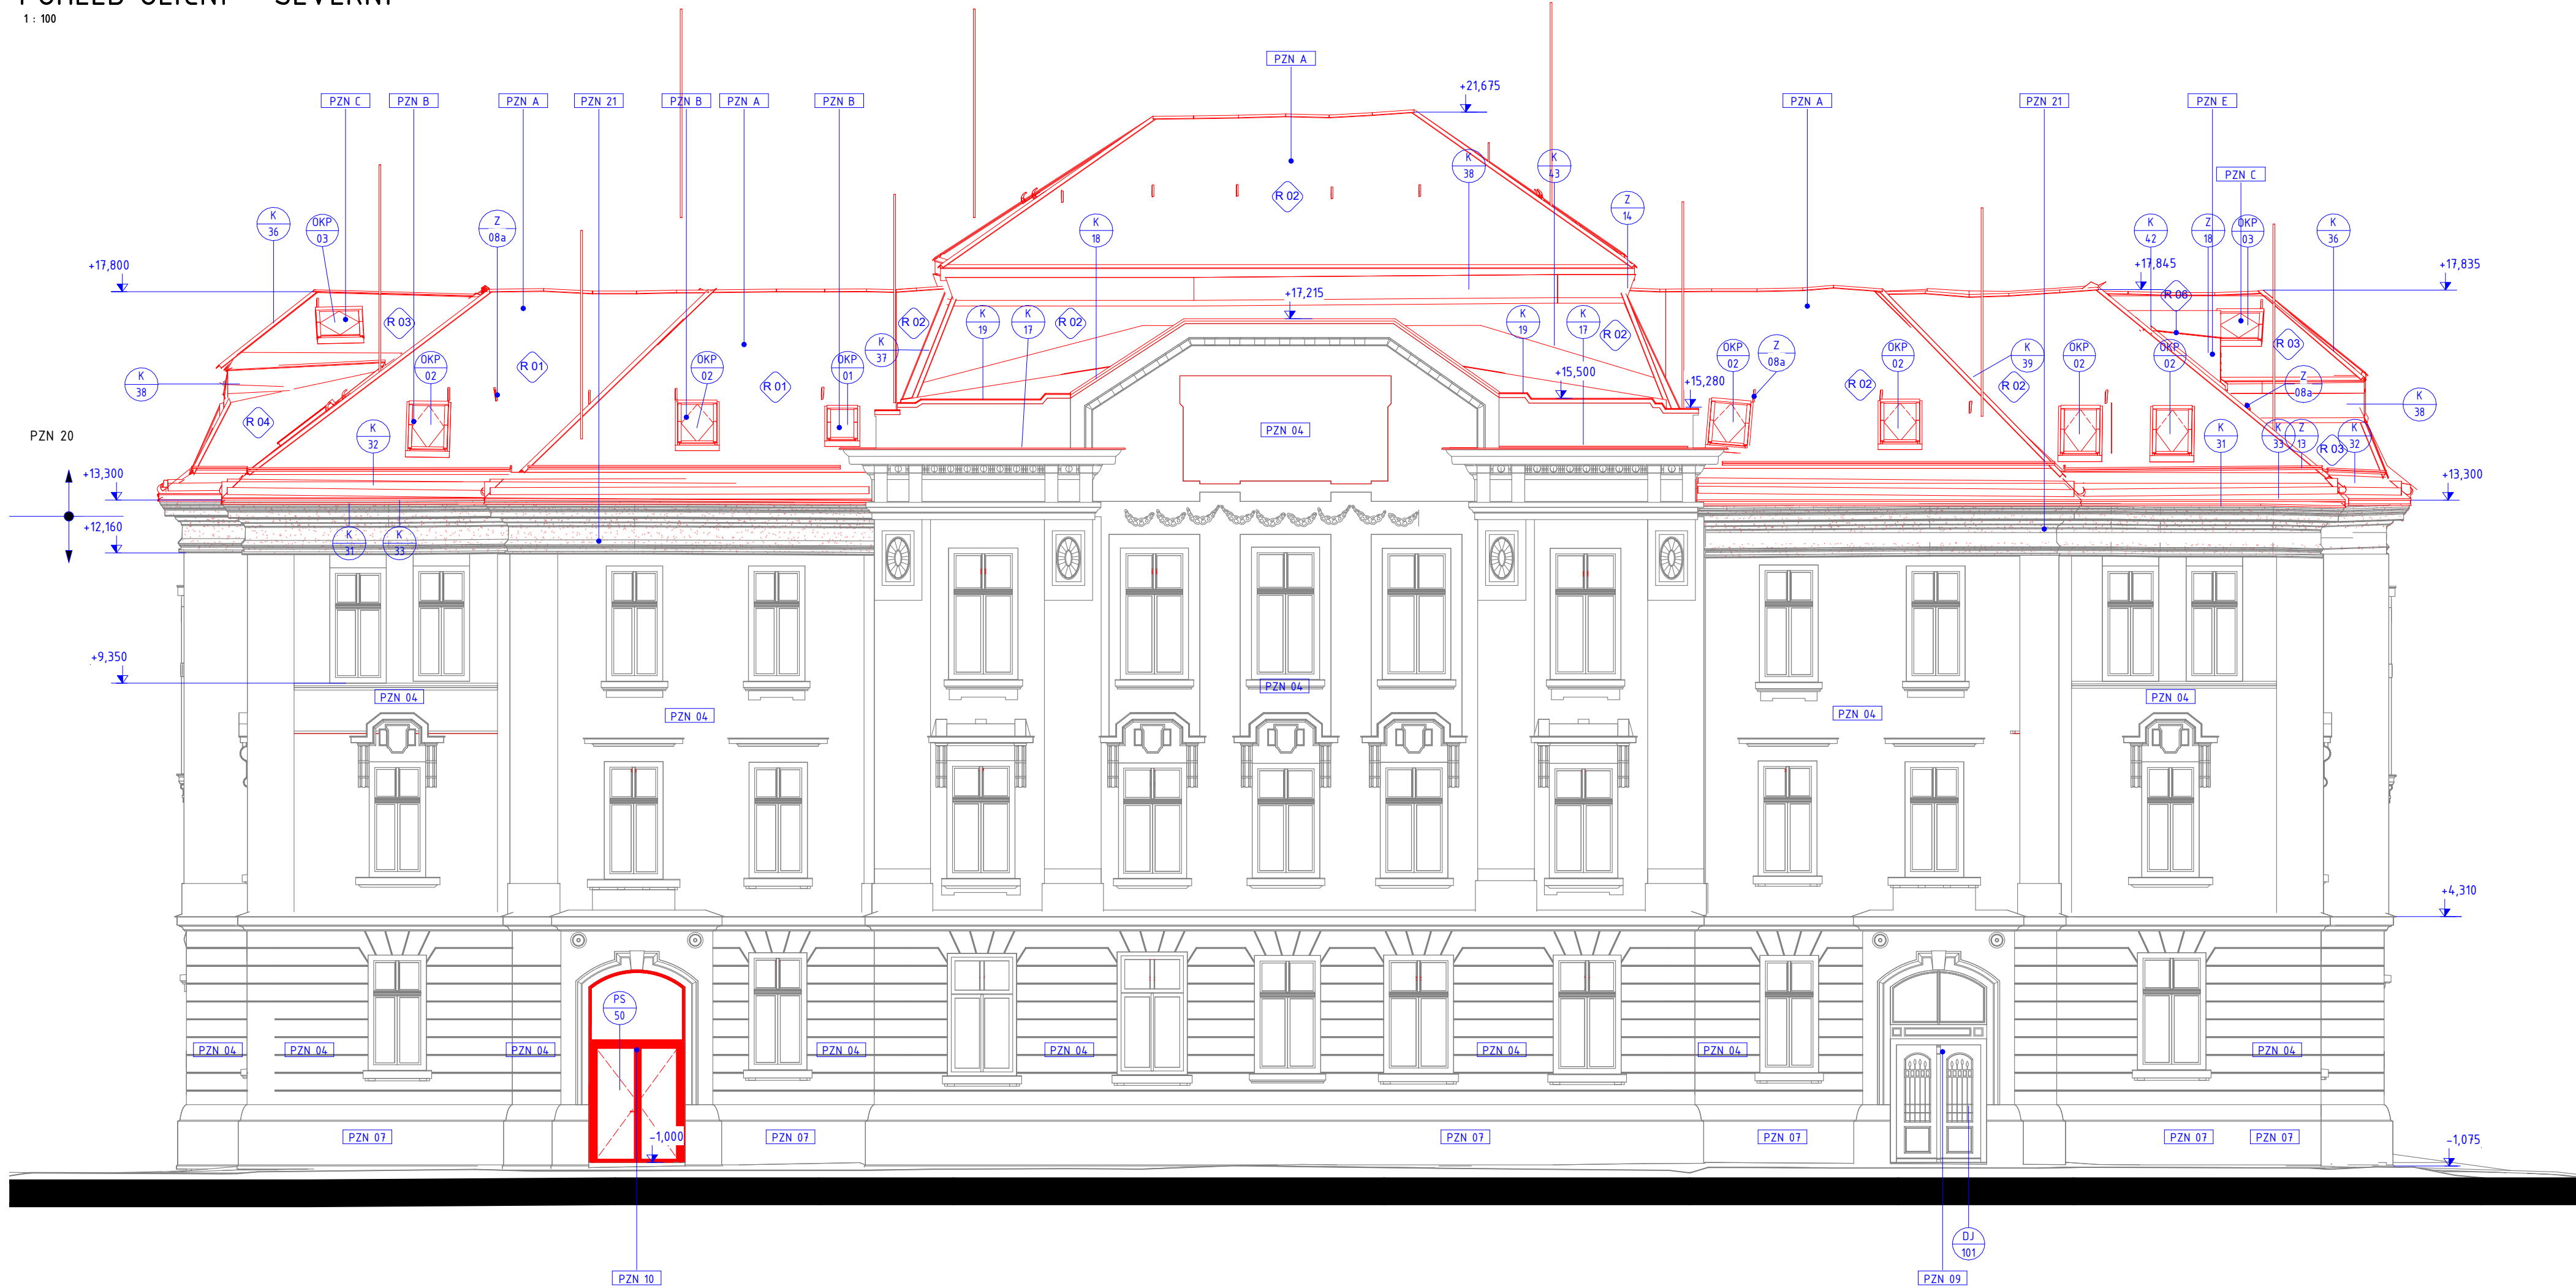 POHLED ULIČNÍ - SEVERNÍ
1 : 100
PZN A
+21,675
PZN C
PZN B
PZN A
PZN 21
PZN B
PZN A
PZN B
PZN A
PZN 21
PZN E
PZN C
K 38
K 43
R 02
Z 14
K 36
OKP 03
Z 08a
K 18
K 42
Z 18
OKP 03
K 36
+17,800
+17,845
+17,835
+17,215
R 06
R 03
K 37
R 02
K 19
K 17
R 02
K 19
K 17
R 02
OKP 02
Z 08a
OKP 02
K 39
OKP 02
OKP 02
R 03
K 38
OKP 02
R 01
OKP 02
R 01
OKP 01
+15,500
+15,280
R 02
R 02
Z 08a
K 38
R 04
K 32
PZN 04
K 31
K 33
Z 13
K 32
R 03
PZN 20
+13,300
+13,300
+12,160
K 31
K 33
+9,350
PZN 04
PZN 04
PZN 04
PZN 04
PZN 04
+4,310
PS 50
PZN 04
PZN 04
PZN 04
PZN 04
PZN 04
PZN 04
PZN 04
PZN 04
PZN 07
-1,000
PZN 07
PZN 07
PZN 07
PZN 07
PZN 07
-1,075
DJ 101
PZN 10
PZN 09